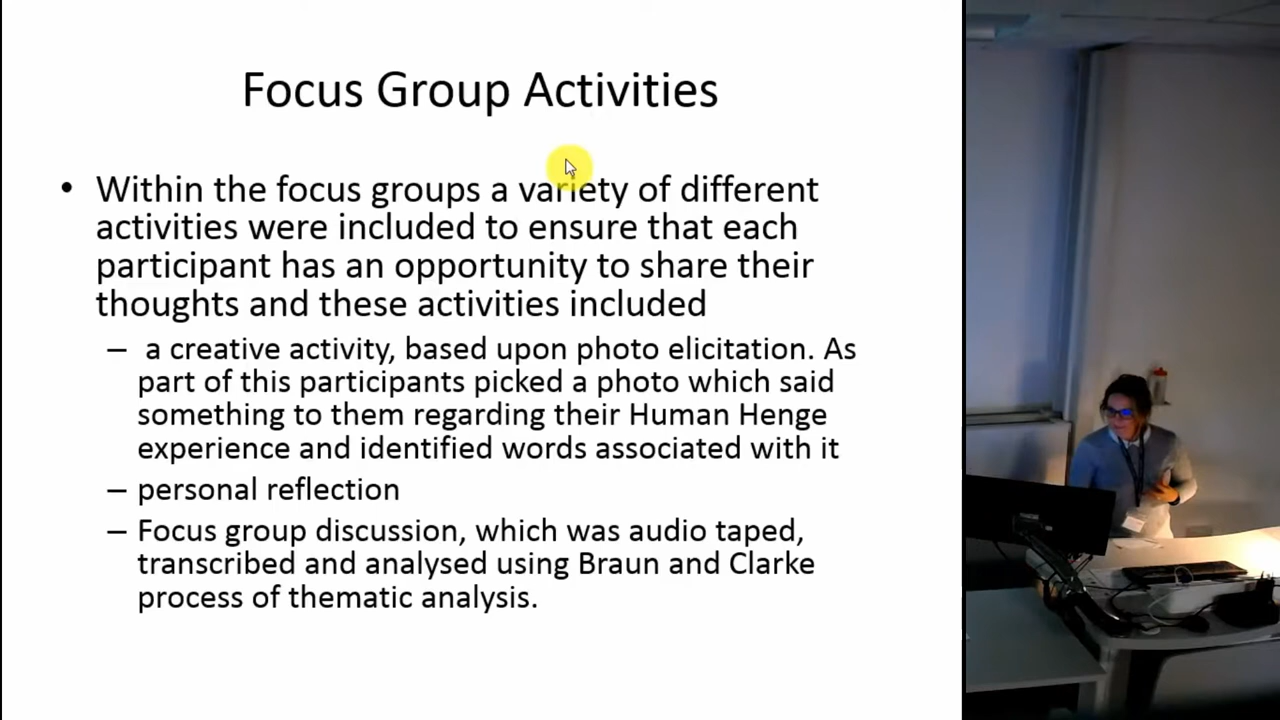 Focus Group Activities
• Within the focus groups a variety of different
activities were included to ensure that each
participant has an opportunity to share their
thoughts and these activities included
– a creative activity, based upon photo elicitation. As
part of this participants picked a photo which said
something to them regarding their Human Henge
experience and identified words associated with it
– personal reflection
– Focus group discussion, which was audio taped,
transcribed and analysed using Braun and Clarke
process of thematic analysis.